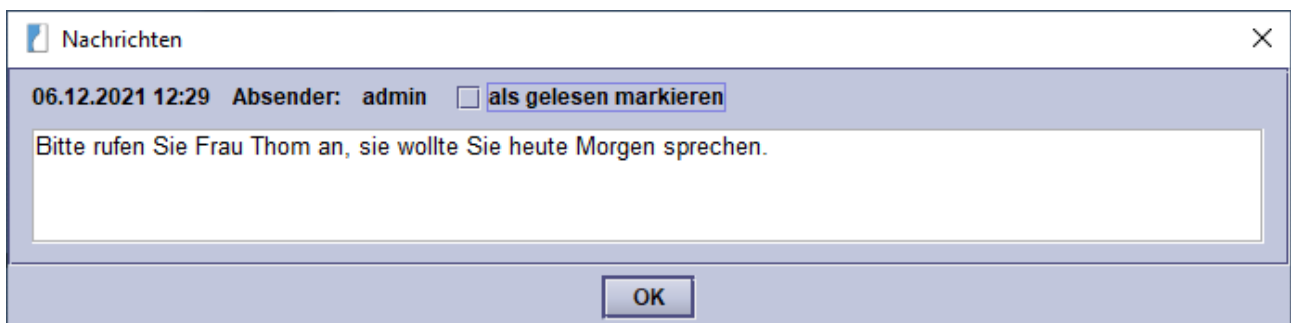 Nachrichten
06.12.2021 12:29 Absender: admin als gelesen markieren
Bitte rufen Sie Frau Thom an, sie wollte Sie heute Morgen sprechen.
OK